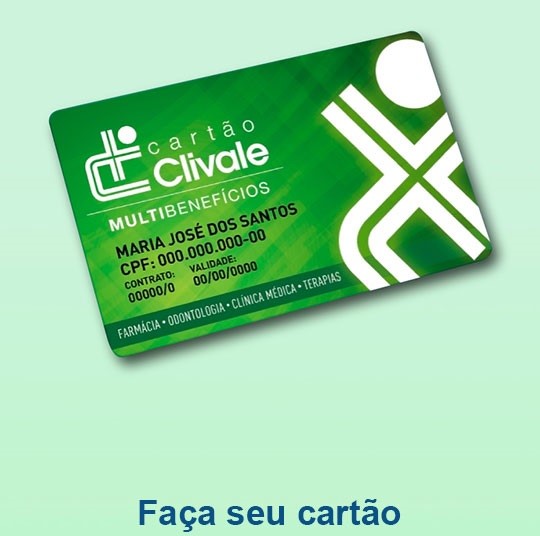 cartão
Clivale
MULTIBENEFÍCIOS
MARIA JOSÉ DOS SANTOS
CPF: 000.000.000-00
CONTRATO: VALIDADE:
00000/0 00/00/0000
FARMÁCIA • ODONTOLOGIA • CLÍNICA MÉDICA • TERAPIAS
Faça seu cartão